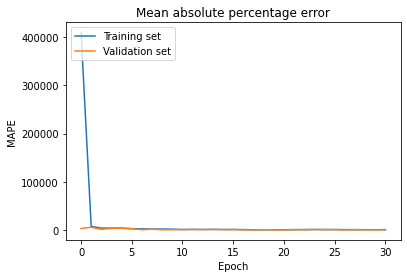 Mean absolute percentage error
Training set
Validation set
400000
300000
200000
100000
0
MAPE
0 5 10 15 20 25 30
Epoch